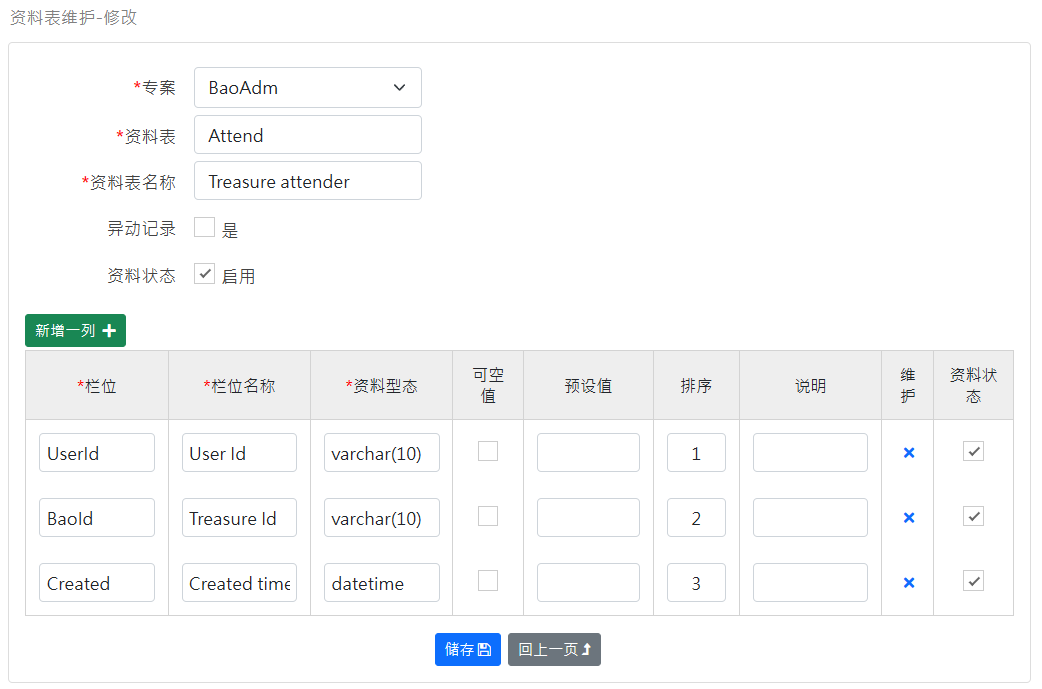 资料表维护-修改
*专案 BaoAdm
*资料表 Attend
*资料表名称 Treasure attender
异动记录 是
资料状态 启用
新增一列
*栏位 *栏位名称 *资料型态 可空值 预设值 排序 说明 维护 资料状态
UserId User Id varchar(10) 1
BaoId Treasure Id varchar(10) 2
Created Created time datetime 3
储存 回上一页